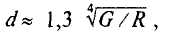 d ≈ 1,3 ∜G/R ,